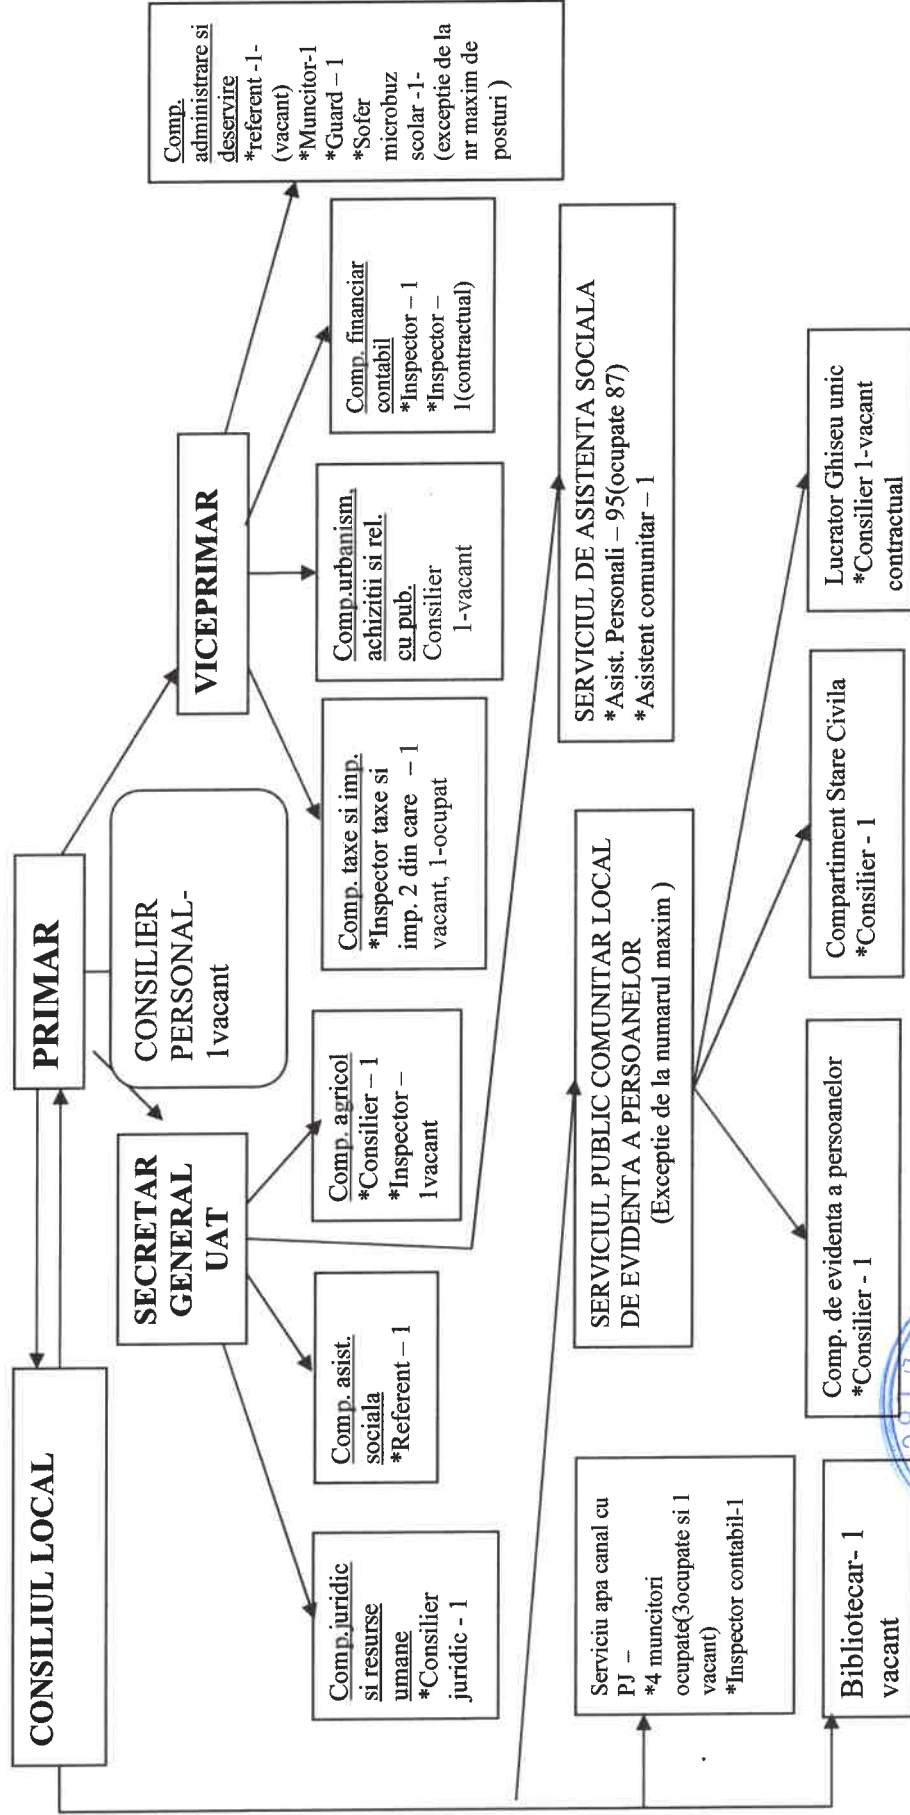 CONSILIUL LOCAL
PRIMAR
CONSILIER
PERSONAL-
1vacant
SECRETAR
GENERAL
UAT
VICEPRIMAR
Comp.juridic
si resurse
umane
*Consilier
juridic - 1
Comp. asist.
sociala
*Referent – 1
Comp. agricol
*Consilier – 1
*Inspector –
1vacant
Comp. taxe si imp.
*Inspector taxe si
imp. 2 din care – 1
vacant, 1-ocupat
Comp.urbanism,
achizitii si rel.
cu pub.
Consilier
1-vacant
Comp. financiar
contabil
*Inspector – 1
*Inspector –
1(contractual)
Comp.
administrare si
deservire
*referent -1-
(vacant)
*Muncitor-1
*Guard – 1
*Sofer
microbuz
scolar -1-
(exceptie de la
nr maxim de
posturi )
Serviciu apa canal cu
PJ –
*4 muncitori
ocupate(3ocupate si 1
vacant)
*Inspector contabil-1
SERVICIUL PUBLIC COMUNITAR LOCAL
DE EVIDENTA A PERSOANELOR
(Exceptie de la numarul maxim )
SERVICIUL DE ASISTENTA SOCIALA
*Asist. Personali – 95(ocupate 87)
*Asistent comunitar – 1
Bibliotecar- 1
vacant
Comp. de evidenta a persoanelor
*Consilier - 1
Compartiment Stare Civila
*Consilier - 1
Lucrator Ghiseu unic
*Consilier 1-vacant
contractual